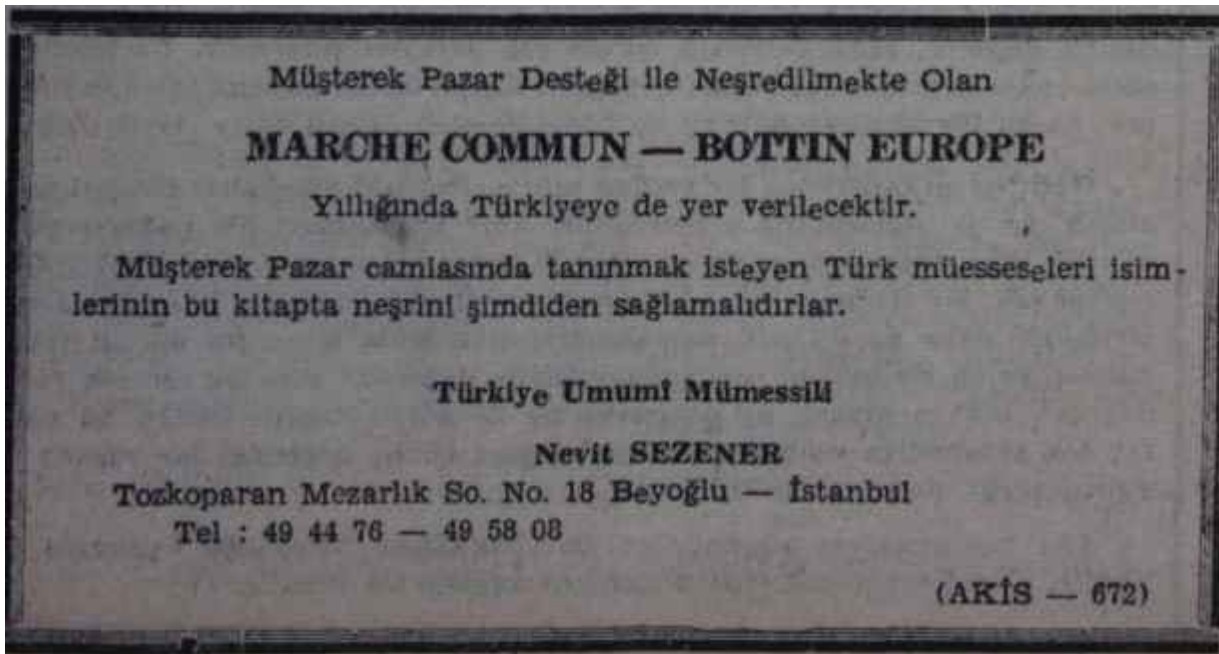 Müşterek Pazar Desteği ile Neşredilmekte Olan
MARCHE COMMUN — BOTTIN EUROPE
Yıllığında Türkiyeye de yer verilecektir.
Müşterek Pazar camiasında tanınmak isteyen Türk müesseseleri isim-
lerinin bu kitapta neşrini şimdiden sağlamalıdırlar.
Türkiye Umumî Mümessili
Nevit SEZENER
Tozkoparan Mezarlık So. No. 18 Beyoğlu — İstanbul
Tel : 49 44 76 — 49 58 08
(AKİS — 672)